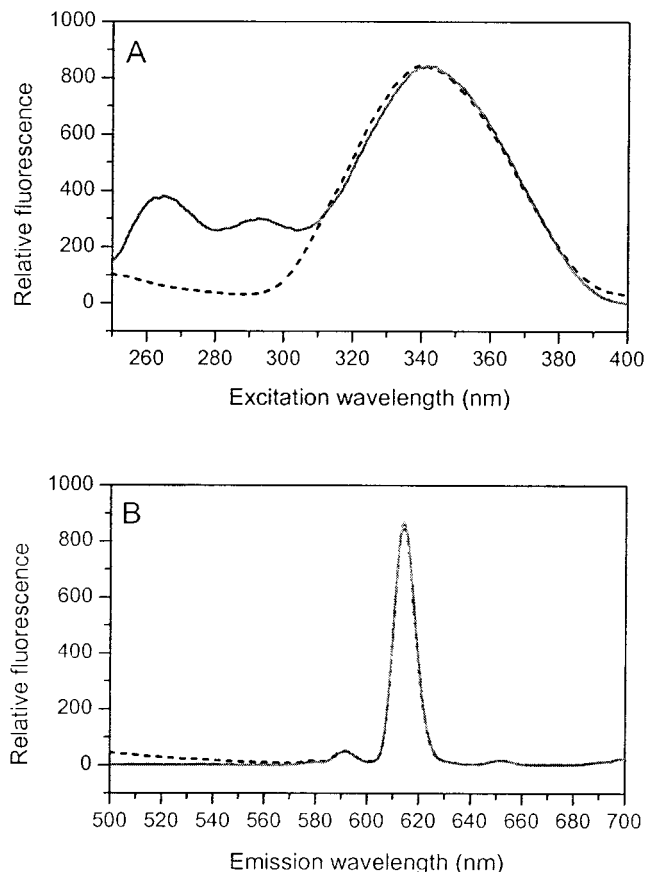 1000
A
800
600
400
200
0
Relative fluorescence
260 280 300 320 340 360 380 400
Excitation wavelength (nm)
1000
B
800
600
400
200
0
Relative fluorescence
500 520 540 560 580 600 620 640 660 680 700
Emission wavelength (nm)